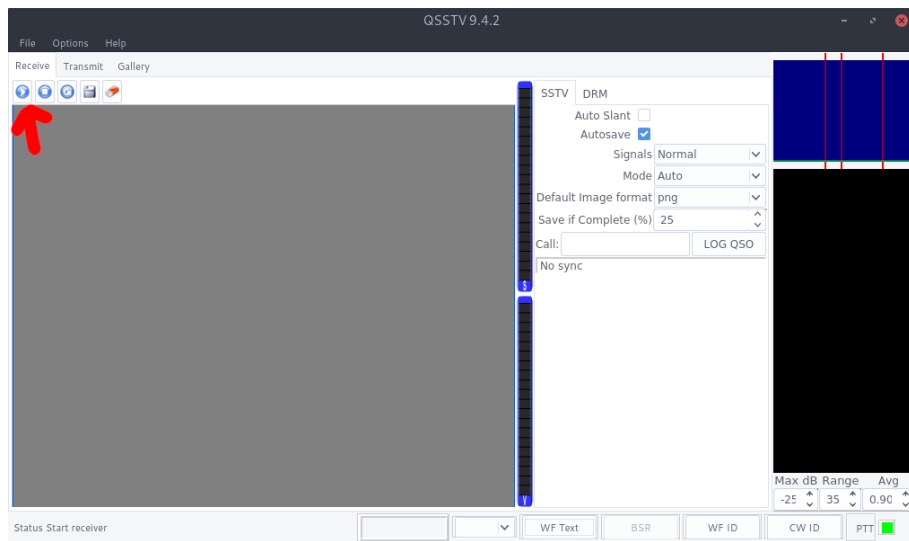 QSSTV 9.4.2
File Options Help
Receive Transmit Gallery
SSTV DRM
Auto Slant
Autosave
Signals Normal
Mode Auto
Default Image format png
Save if Complete (%) 25
Call: LOG QSO
No sync
S
V
Max dB Range Avg
-25 35 0.90
Status Start receiver
WF Text BSR WF ID CW ID PTT